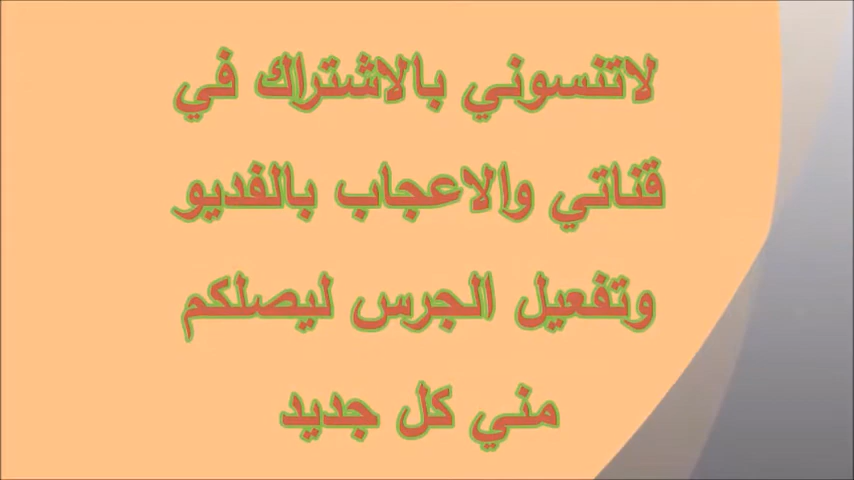 لاتنسوني بالاشتراك في
قناتي والاعجاب بالفديو
وتفعيل الجرس ليصلكم
مني كل جديد